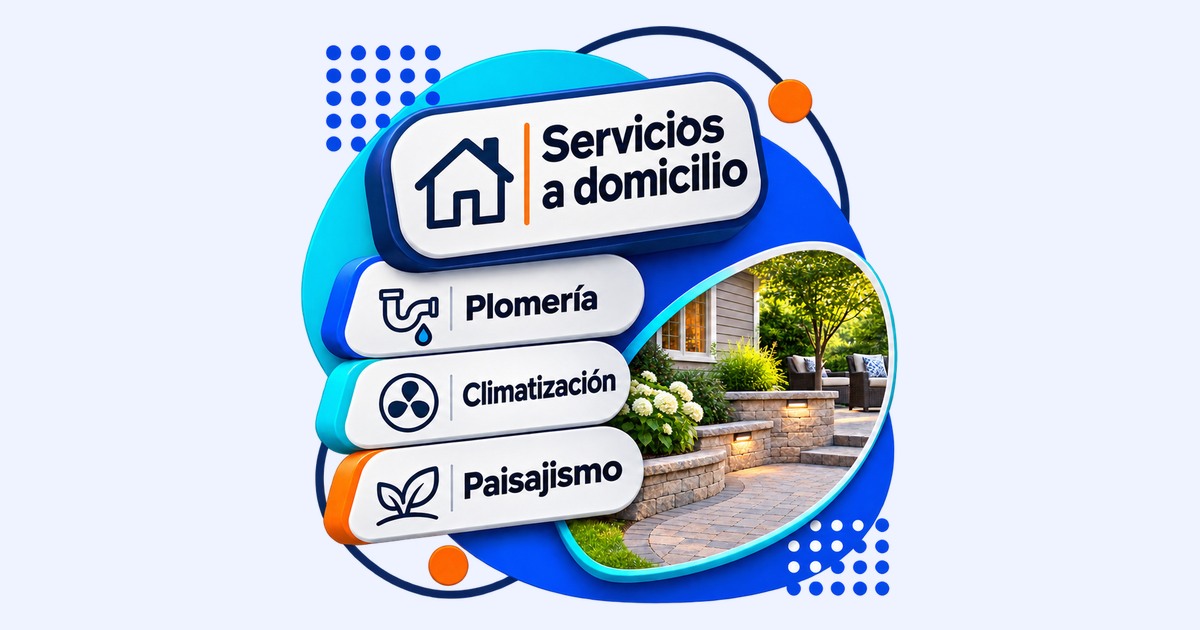 Servicios
a domicilio
Plomería
Climatización
Paisajismo